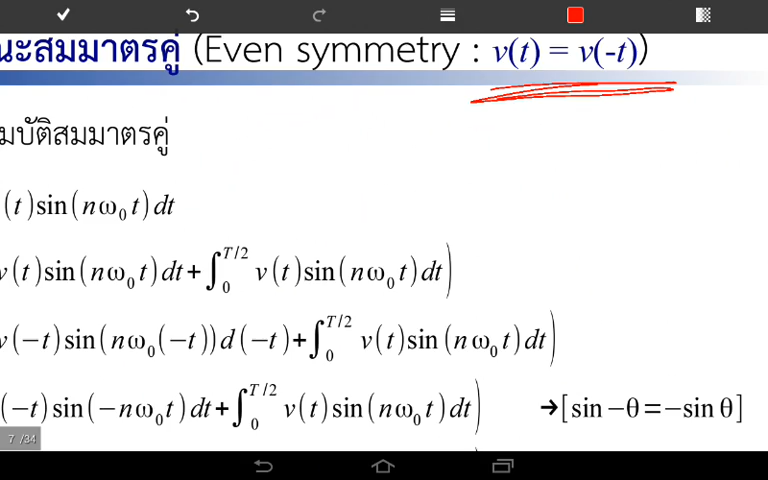 ณะสมมาตรคู่ (Even symmetry : v(t) = v(-t))
มบัติสมมาตรคู่
(t)sin(nω₀t)dt
v(t)sin(nω₀t)dt+∫₀^{T/2} v(t)sin(nω₀t)dt)
v(−t)sin(nω₀(−t))d(−t)+∫₀^{T/2} v(t)sin(nω₀t)dt)
(−t)sin(−nω₀t)dt+∫₀^{T/2} v(t)sin(nω₀t)dt) →[sin−θ=−sinθ]
7 /34